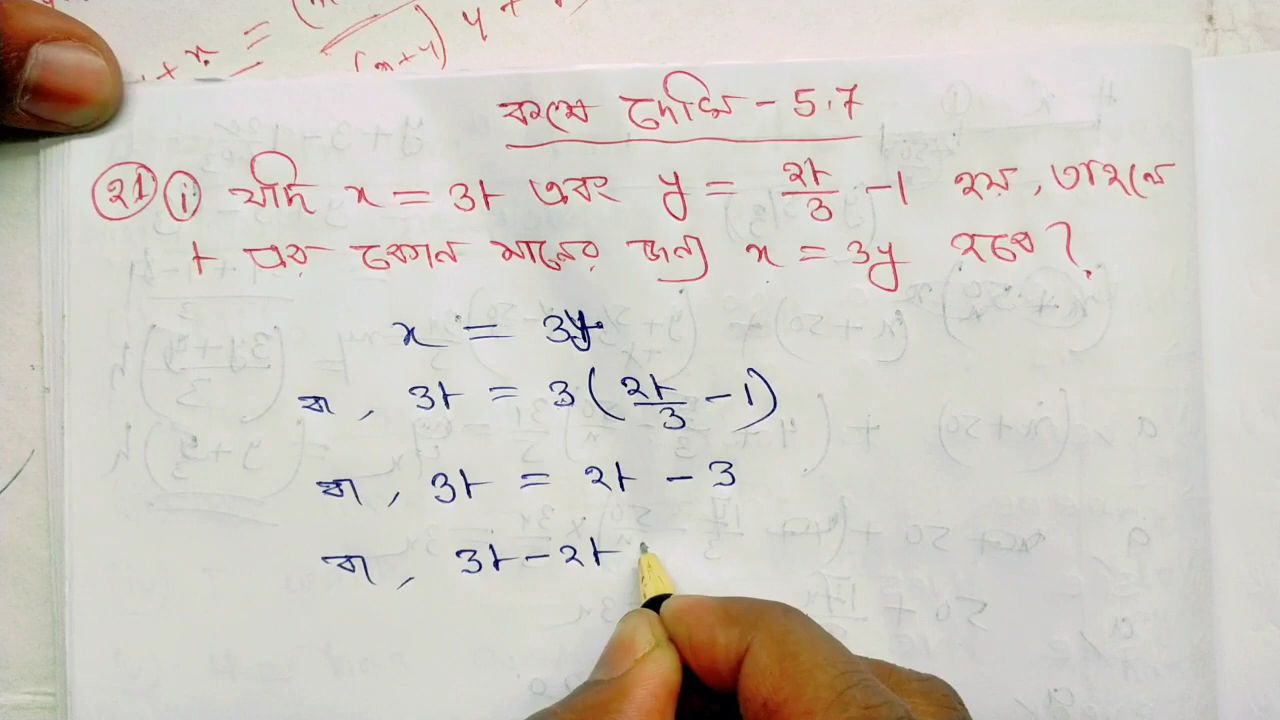 কষে দেখি - 5.7
21 i যদি x = 3t এবং y = 2t/3 - 1 হয়, তাহলে
t এর কোন মানের জন্য x = 3y হবে?
x = 3y
বা, 3t = 3(2t/3 - 1)
বা, 3t = 2t - 3
বা, 3t - 2t